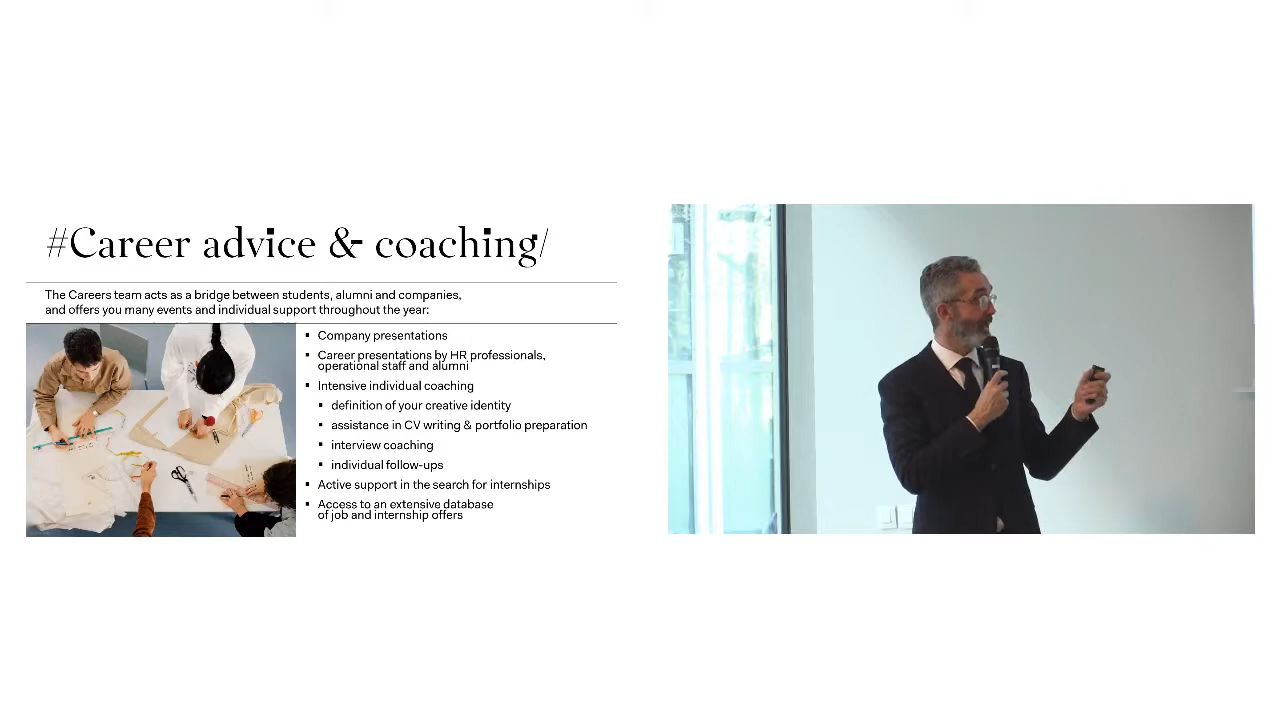 #Career advice & coaching/
The Careers team acts as a bridge between students, alumni and companies,
and offers you many events and individual support throughout the year:
▪ Company presentations
▪ Career presentations by HR professionals,
operational staff and alumni
▪ Intensive individual coaching
▪ definition of your creative identity
▪ assistance in CV writing & portfolio preparation
▪ interview coaching
▪ individual follow-ups
▪ Active support in the search for internships
▪ Access to an extensive database
of job and internship offers